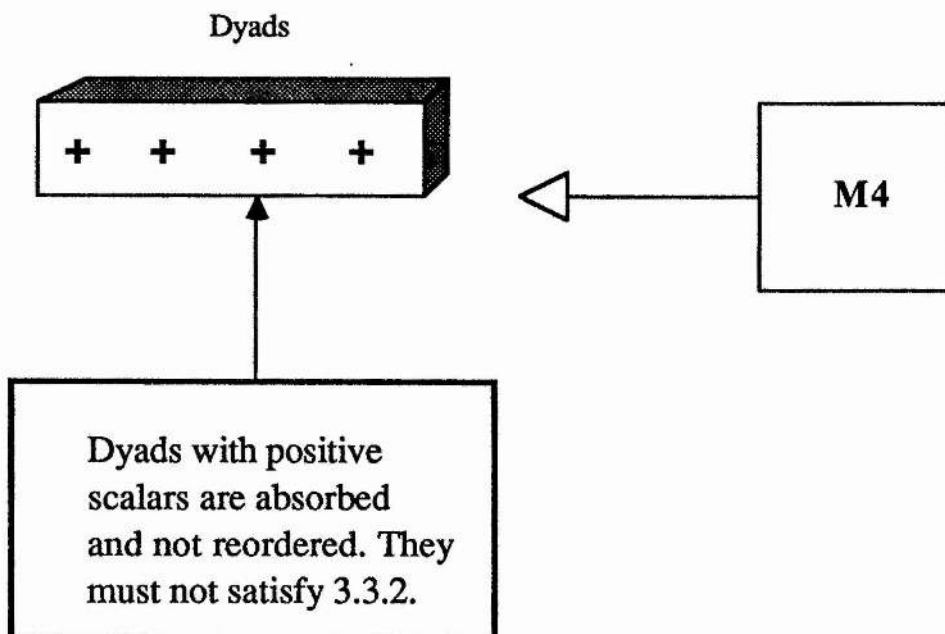 Dyads
+ + + +
M4
Dyads with positive
scalars are absorbed
and not reordered. They
must not satisfy 3.3.2.